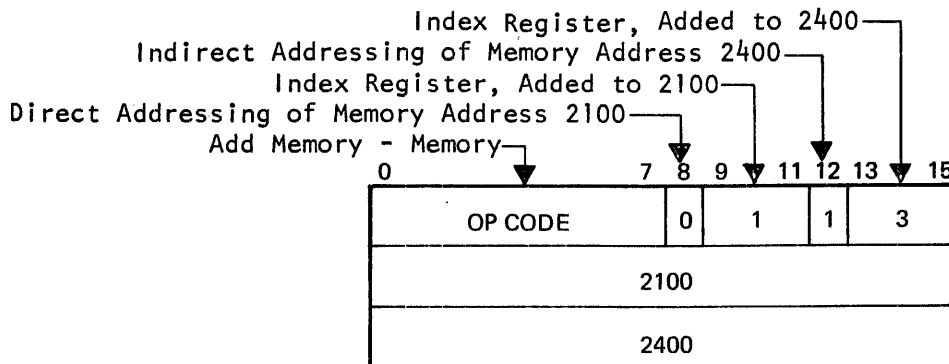 Index Register, Added to 2400
Indirect Addressing of Memory Address 2400
Index Register, Added to 2100
Direct Addressing of Memory Address 2100
Add Memory - Memory
0 7 8 9 11 12 13 15
OP CODE 0 1 1 3
2100
2400